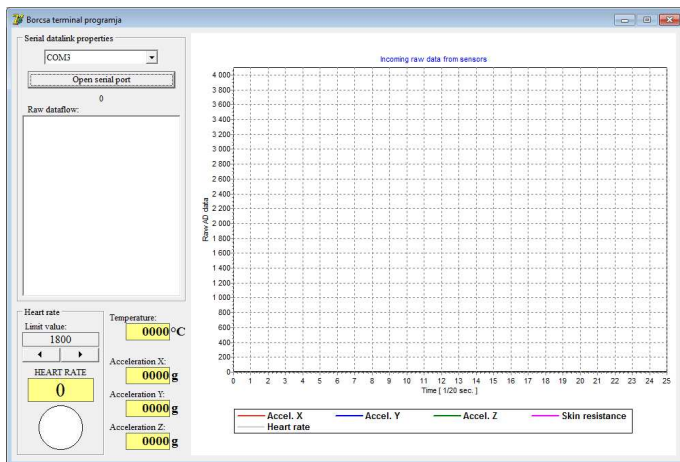 Borcsa terminal programja
Serial datalink properties
COM3
Open serial port
0
Raw dataflow:
Heart rate
Limit value:
1800
HEART RATE
0
Temperature:
0000 °C
Acceleration X:
0000 g
Acceleration Y:
0000 g
Acceleration Z:
0000 g
Incoming raw data from sensors
Raw AD data
4 000
3 800
3 600
3 400
3 200
3 000
2 800
2 600
2 400
2 200
2 000
1 800
1 600
1 400
1 200
1 000
800
600
400
200
0
0 1 2 3 4 5 6 7 8 9 10 11 12 13 14 15 16 17 18 19 20 21 22 23 24 25
Time [ 1/20 sec. ]
Accel. X Accel. Y Accel. Z Skin resistance
Heart rate